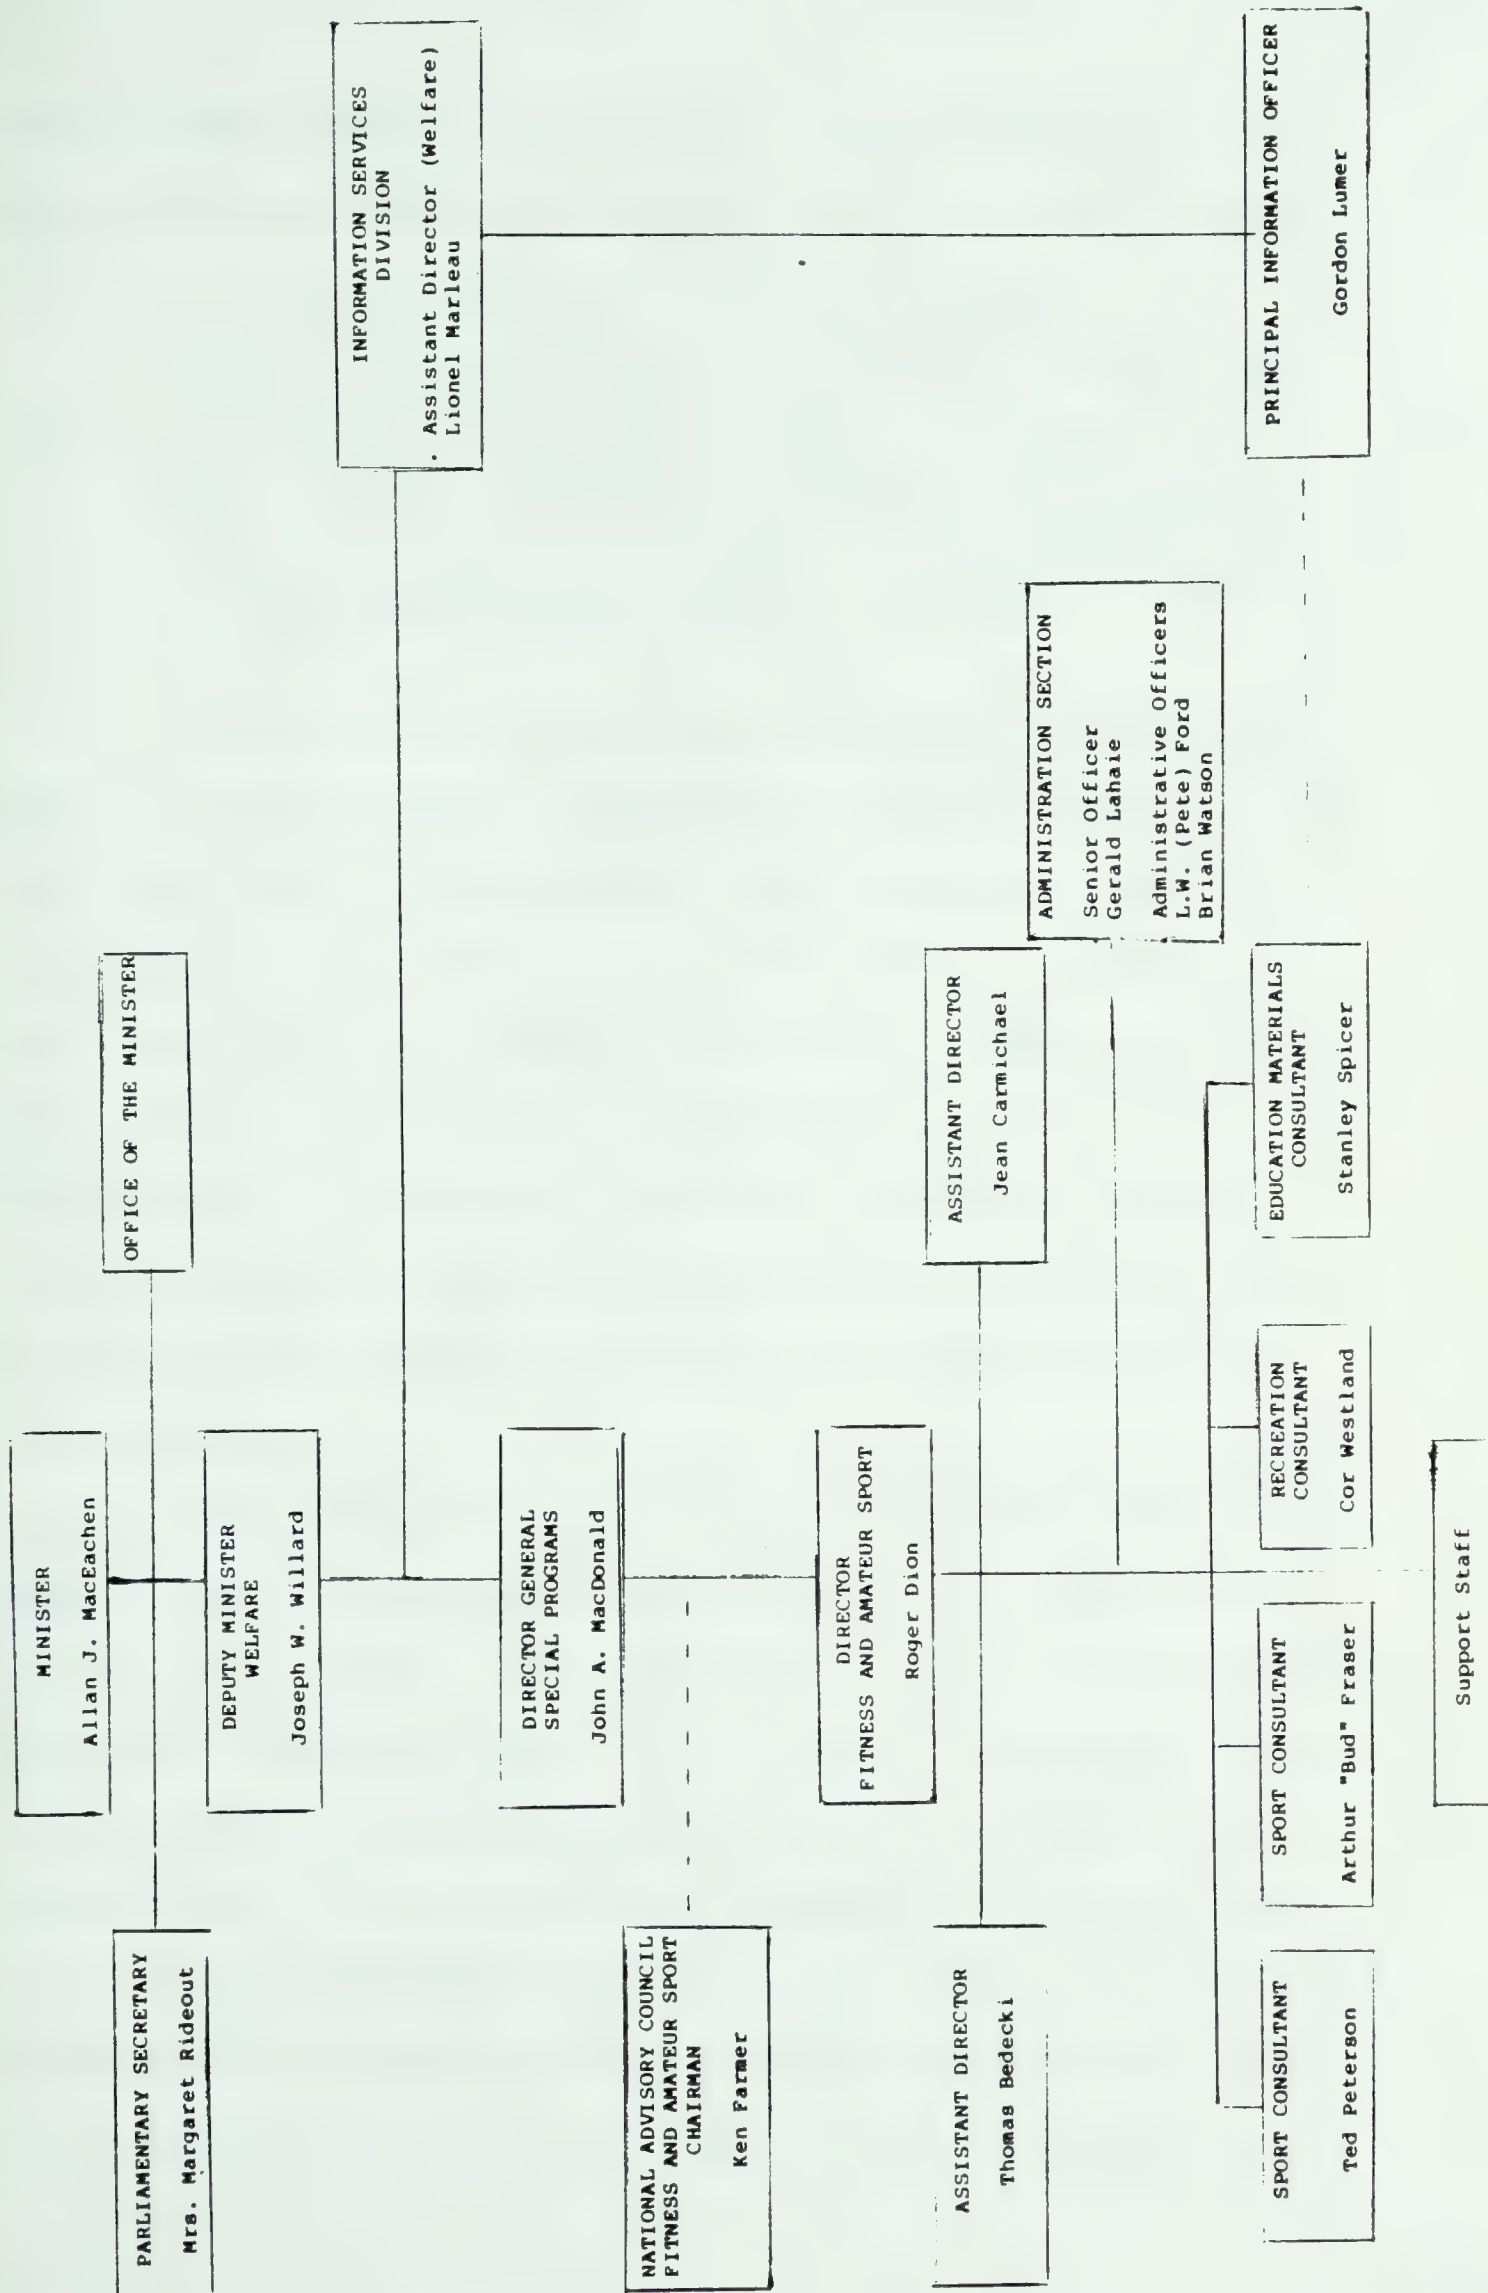 MINISTER
Allan J. MacEachen
PARLIAMENTARY SECRETARY
Mrs. Margaret Rideout
OFFICE OF THE MINISTER
DEPUTY MINISTER
WELFARE
Joseph W. Willard
INFORMATION SERVICES
DIVISION
. Assistant Director (Welfare)
Lionel Marleau
DIRECTOR GENERAL
SPECIAL PROGRAMS
John A. MacDonald
NATIONAL ADVISORY COUNCIL
FITNESS AND AMATEUR SPORT
CHAIRMAN
Ken Farmer
DIRECTOR
FITNESS AND AMATEUR SPORT
Roger Dion
ASSISTANT DIRECTOR
Thomas Bedecki
ASSISTANT DIRECTOR
Jean Carmichael
ADMINISTRATION SECTION
Senior Officer
Gerald Lahaie
Administrative Officers
L.W. (Pete) Ford
Brian Watson
SPORT CONSULTANT
Ted Peterson
SPORT CONSULTANT
Arthur "Bud" Fraser
RECREATION
CONSULTANT
Cor Westland
EDUCATION MATERIALS
CONSULTANT
Stanley Spicer
PRINCIPAL INFORMATION OFFICER
Gordon Lumer
Support Staff